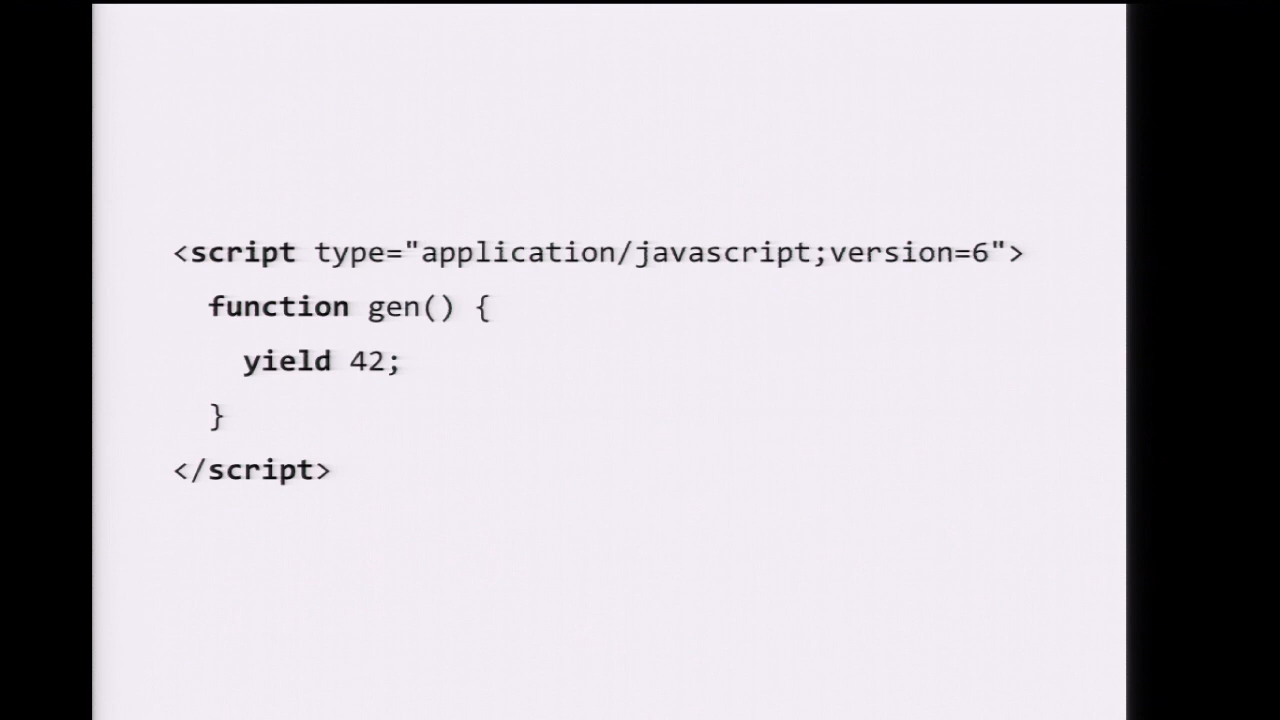 <script type="application/javascript;version=6">
function gen() {
yield 42;
}
</script>